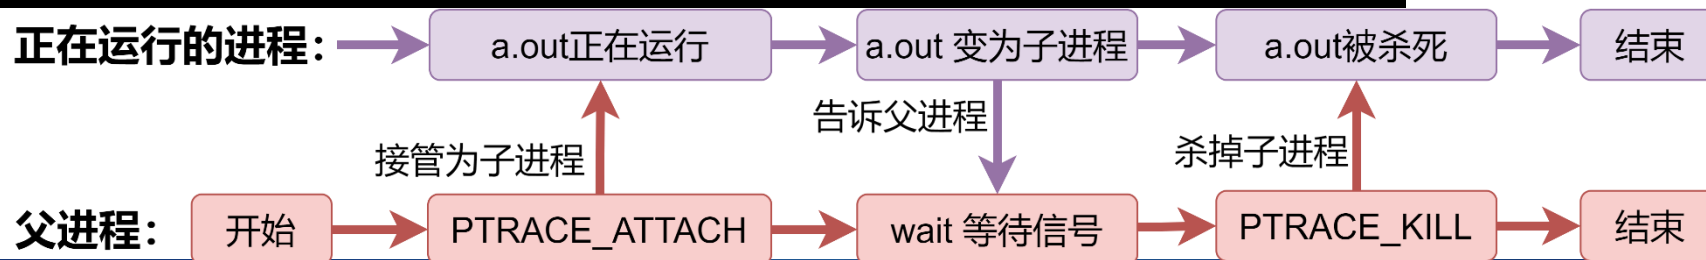 正在运行的进程：
a.out正在运行
a.out 变为子进程
a.out被杀死
结束
告诉父进程
接管为子进程
杀掉子进程
父进程：
开始
PTRACE_ATTACH
wait 等待信号
PTRACE_KILL
结束